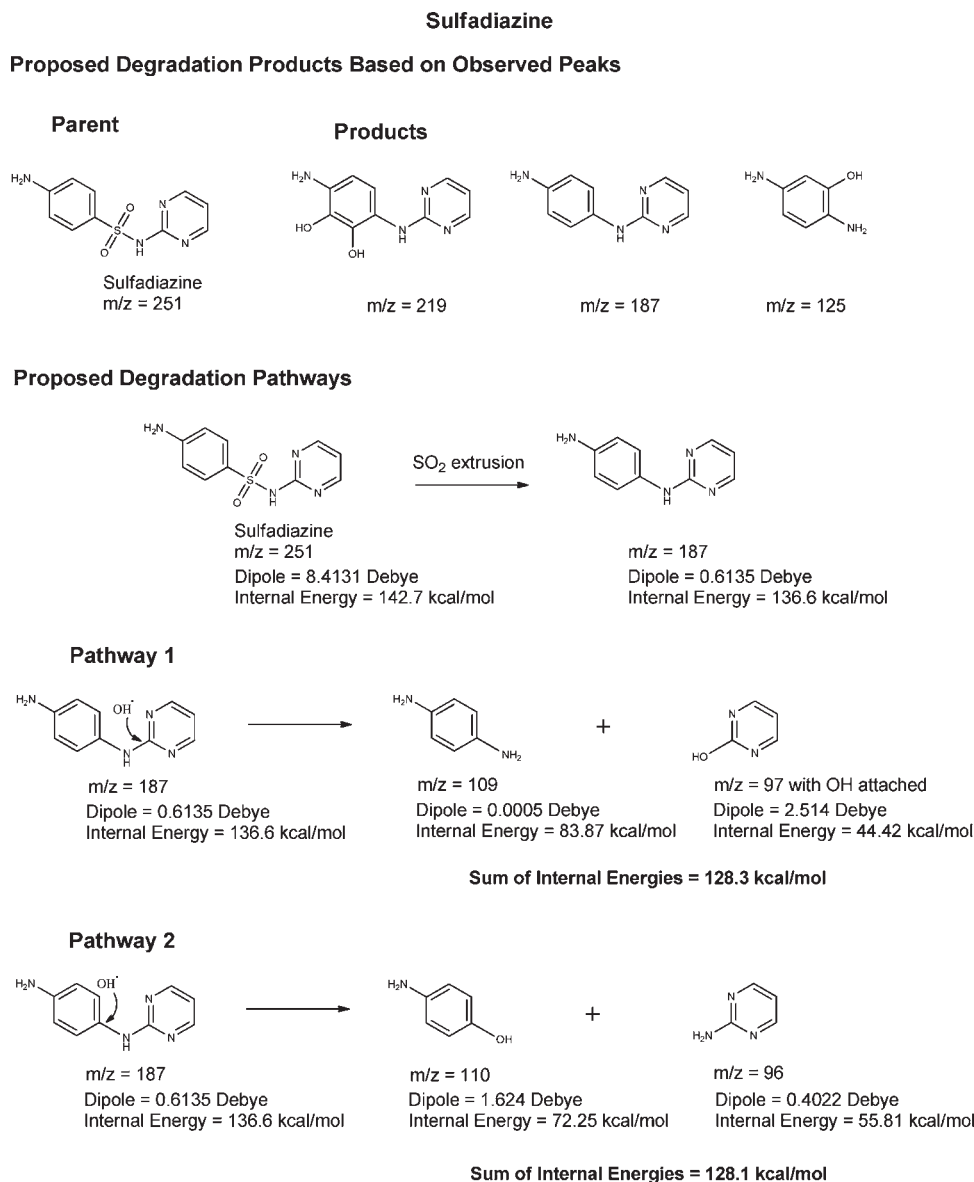 Sulfadiazine
Proposed Degradation Products Based on Observed Peaks
Parent
Products
H₂N
O
S
O
N
H
N
N
Sulfadiazine
m/z = 251
H₂N
HO
OH
N
H
N
N
m/z = 219
H₂N
N
H
N
N
m/z = 187
H₂N
OH
NH₂
m/z = 125
Proposed Degradation Pathways
H₂N
O
S
O
N
H
N
N
Sulfadiazine
m/z = 251
Dipole = 8.4131 Debye
Internal Energy = 142.7 kcal/mol
SO₂ extrusion
H₂N
N
H
N
N
m/z = 187
Dipole = 0.6135 Debye
Internal Energy = 136.6 kcal/mol
Pathway 1
H₂N
OH·
N
H
N
N
m/z = 187
Dipole = 0.6135 Debye
Internal Energy = 136.6 kcal/mol
H₂N
NH₂
m/z = 109
Dipole = 0.0005 Debye
Internal Energy = 83.87 kcal/mol
+
N
HO
N
m/z = 97 with OH attached
Dipole = 2.514 Debye
Internal Energy = 44.42 kcal/mol
Sum of Internal Energies = 128.3 kcal/mol
Pathway 2
H₂N
OH·
N
H
N
N
m/z = 187
Dipole = 0.6135 Debye
Internal Energy = 136.6 kcal/mol
H₂N
OH
m/z = 110
Dipole = 1.624 Debye
Internal Energy = 72.25 kcal/mol
+
N
H₂N
N
m/z = 96
Dipole = 0.4022 Debye
Internal Energy = 55.81 kcal/mol
Sum of Internal Energies = 128.1 kcal/mol